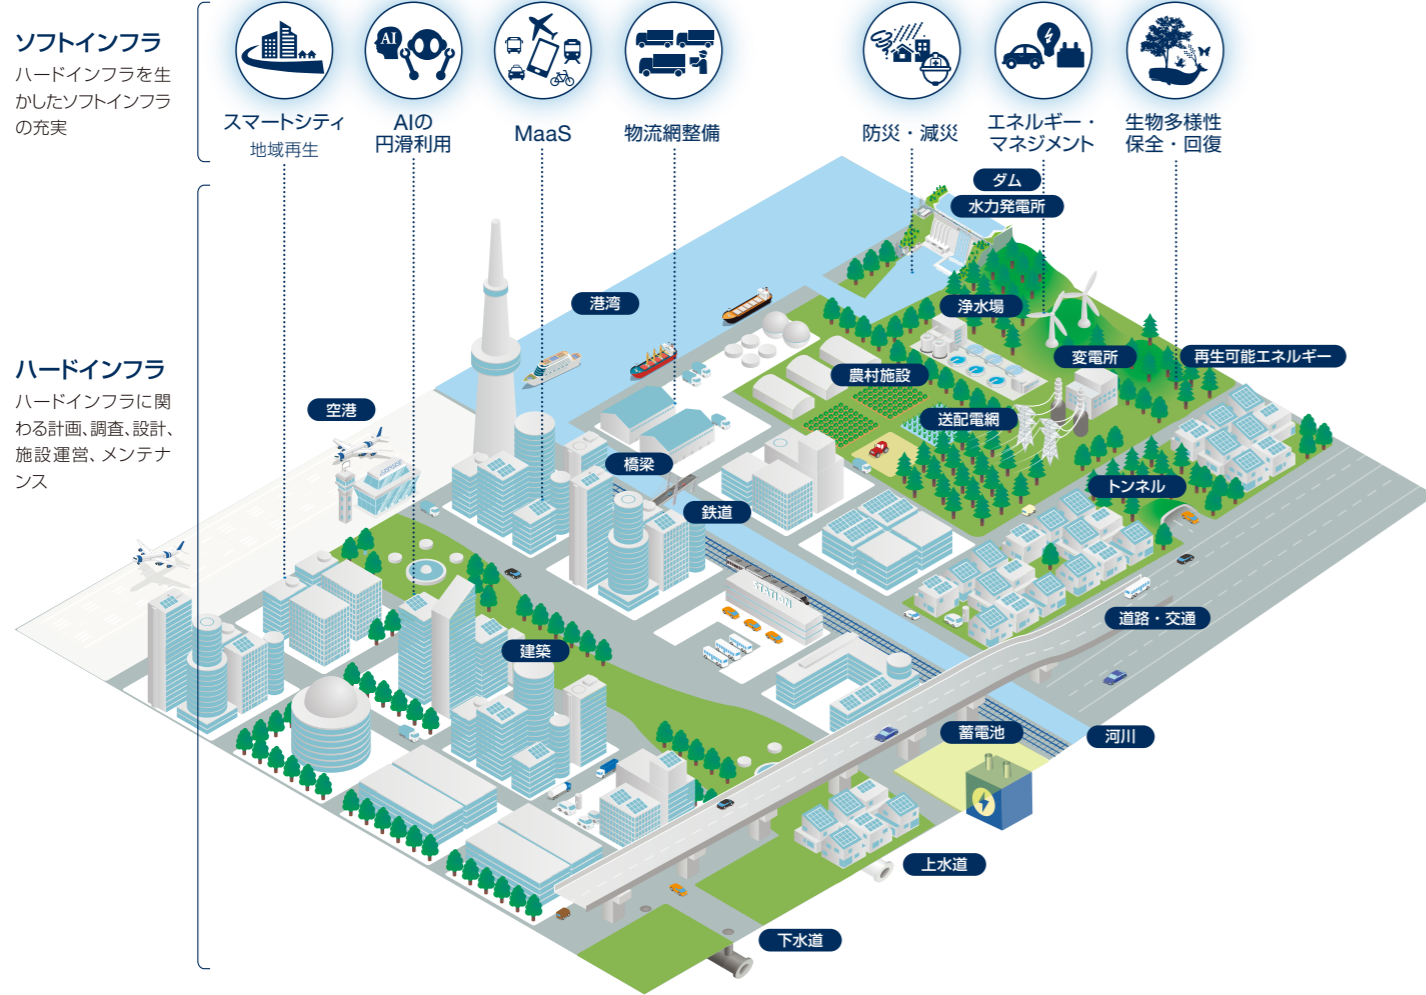 ソフトインフラ
ハードインフラを生
かしたソフトインフラ
の充実
スマートシティ
地域再生
AI
AIの
円滑利用
MaaS
物流網整備
防災・減災
エネルギー・
マネジメント
生物多様性
保全・回復
ハードインフラ
ハードインフラに関
わる計画、調査、設計、
施設運営、メンテナ
ンス
ダム
水力発電所
港湾
浄水場
変電所
再生可能エネルギー
農村施設
空港
送配電網
橋梁
トンネル
鉄道
STATION
道路・交通
建築
蓄電池
河川
上水道
下水道